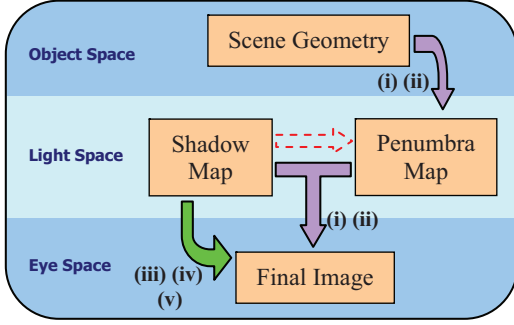 Scene Geometry
Object Space
(i) (ii)
Light Space
Shadow
Map
Penumbra
Map
(i) (ii)
Eye Space
(iii) (iv)
(v)
Final Image